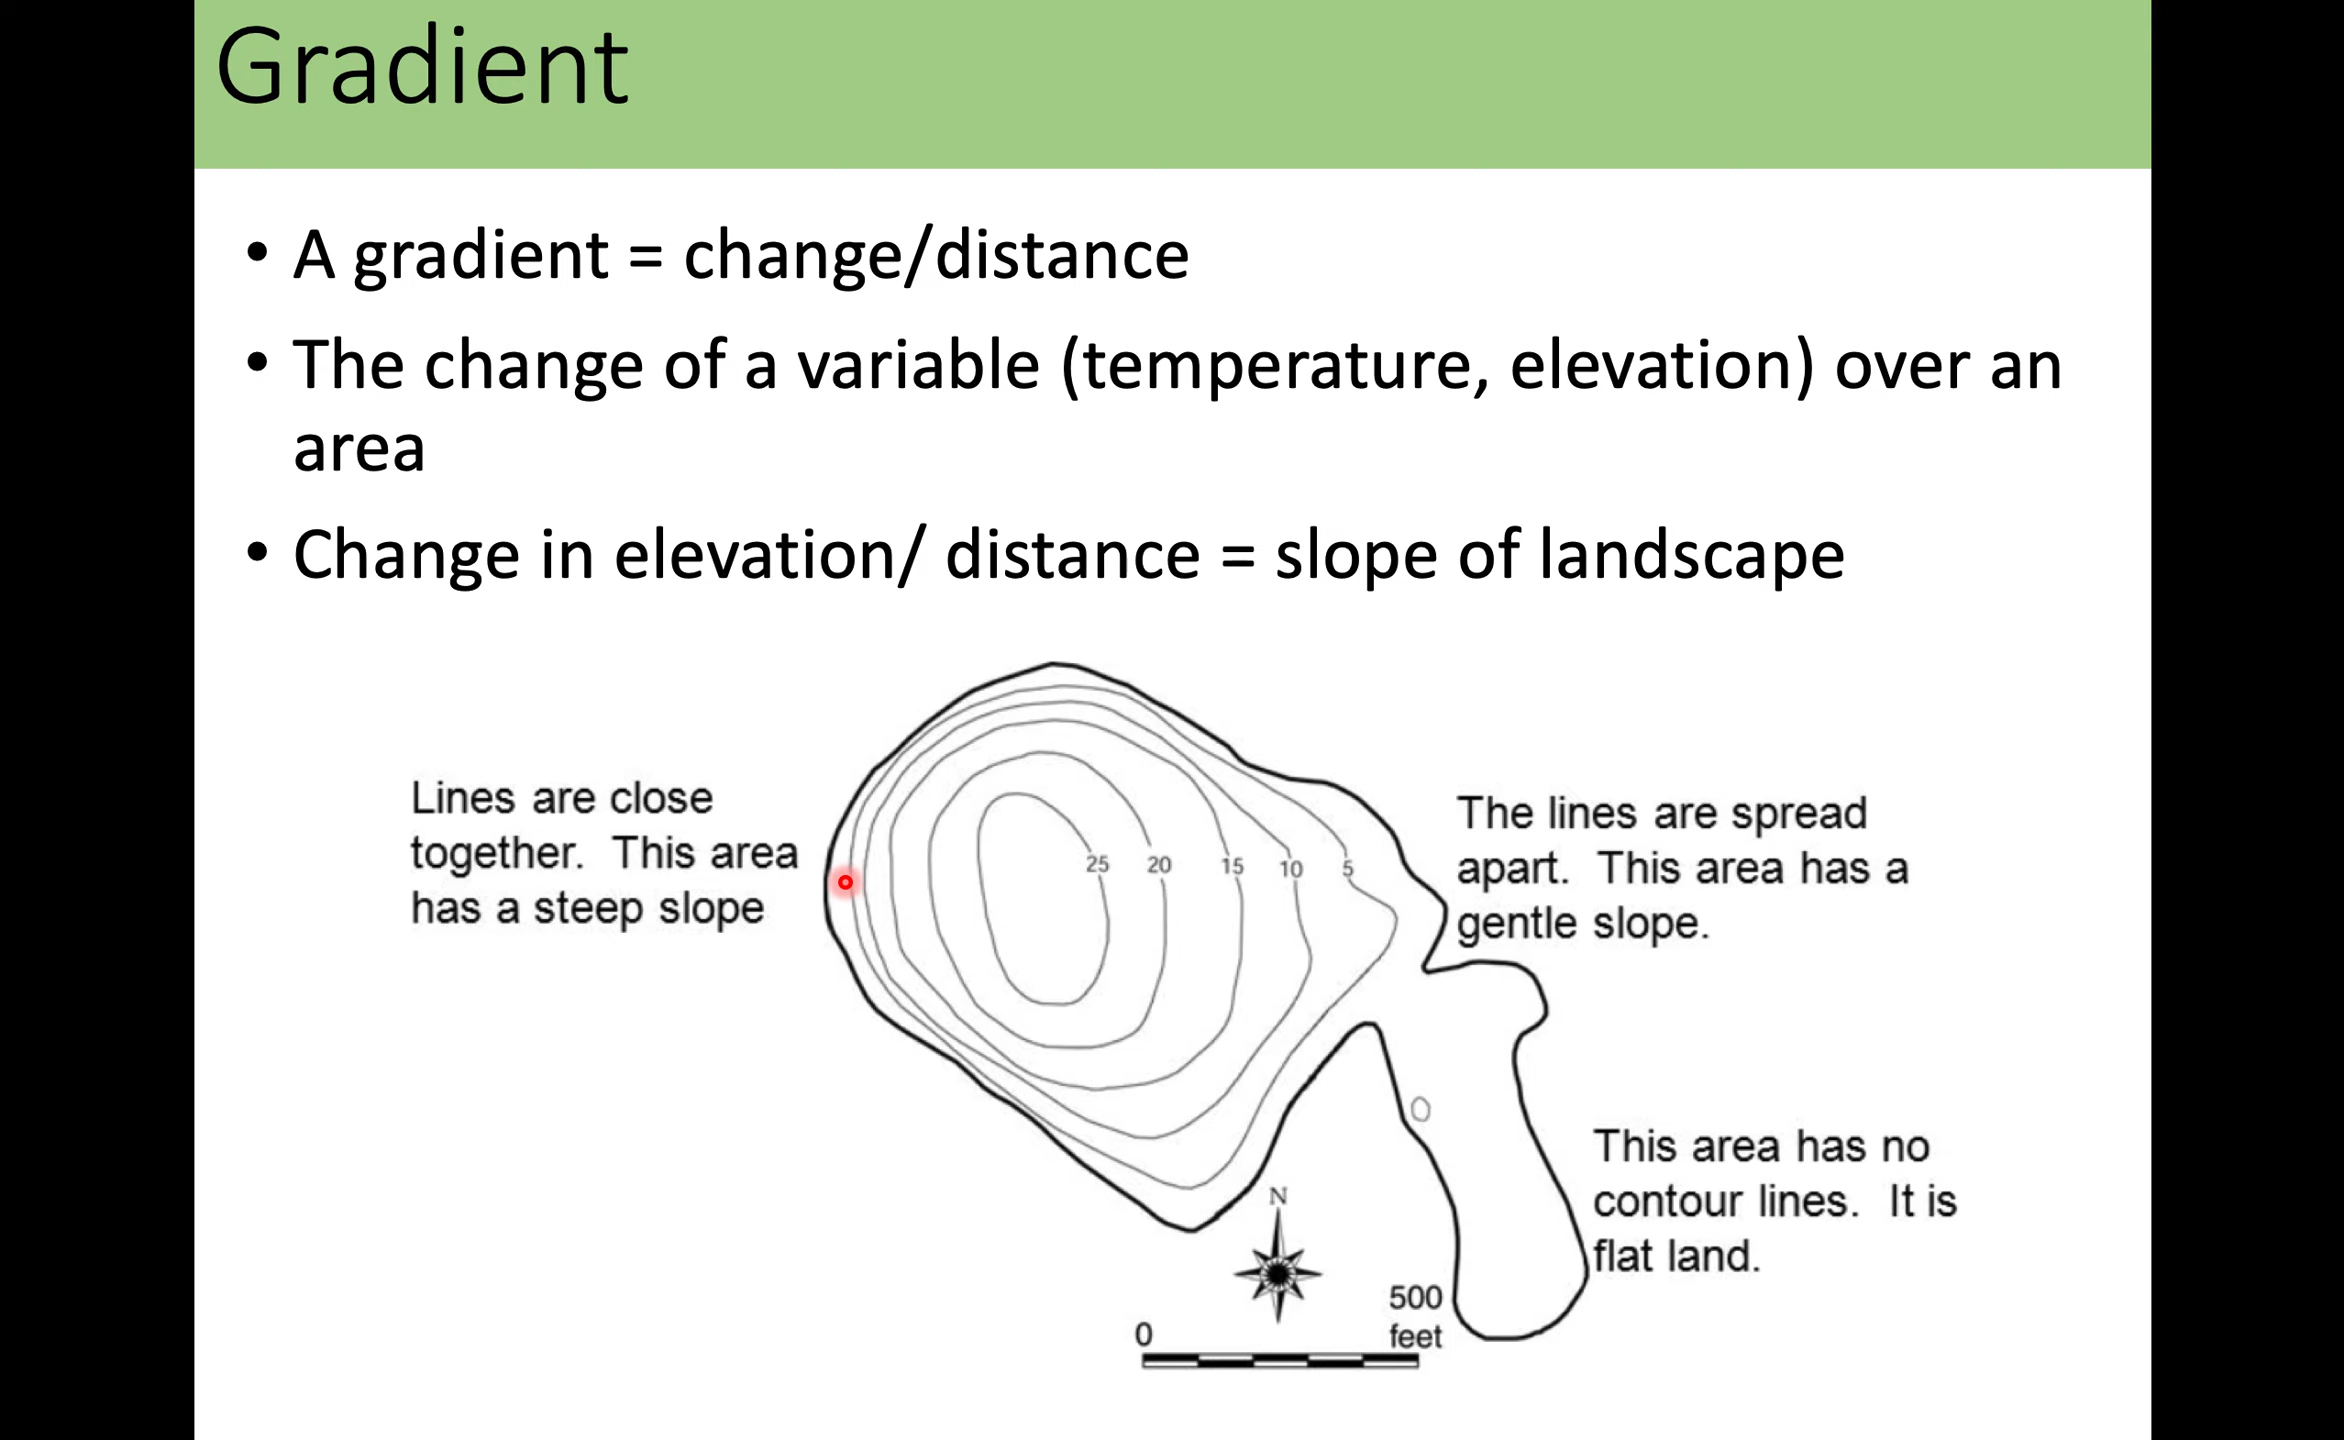 Gradient
• A gradient = change/distance
• The change of a variable (temperature, elevation) over an
area
• Change in elevation/ distance = slope of landscape
Lines are close
together. This area
has a steep slope
25 20 15 10 5
The lines are spread
apart. This area has a
gentle slope.
This area has no
contour lines. It is
flat land.
N
0
500
feet